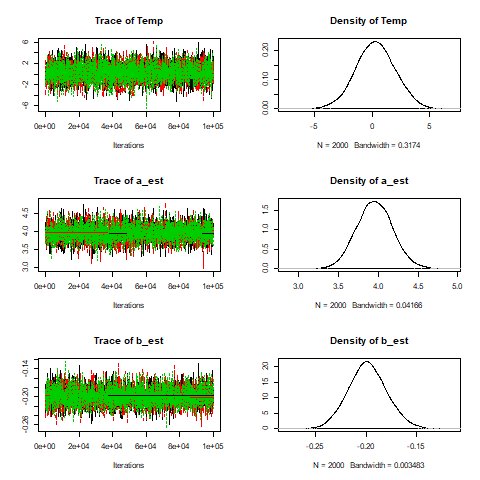 Trace of Temp
6
2
-2
-6
0e+00 2e+04 4e+04 6e+04 8e+04 1e+05
Iterations
Density of Temp
0.20
0.10
0.00
-5 0 5
N = 2000 Bandwidth = 0.3174
Trace of a_est
4.5
4.0
3.5
3.0
0e+00 2e+04 4e+04 6e+04 8e+04 1e+05
Iterations
Density of a_est
1.5
1.0
0.5
0.0
3.0 3.5 4.0 4.5 5.0
N = 2000 Bandwidth = 0.04166
Trace of b_est
-0.14
-0.20
-0.26
0e+00 2e+04 4e+04 6e+04 8e+04 1e+05
Iterations
Density of b_est
20
15
10
5
0
-0.25 -0.20 -0.15
N = 2000 Bandwidth = 0.003483